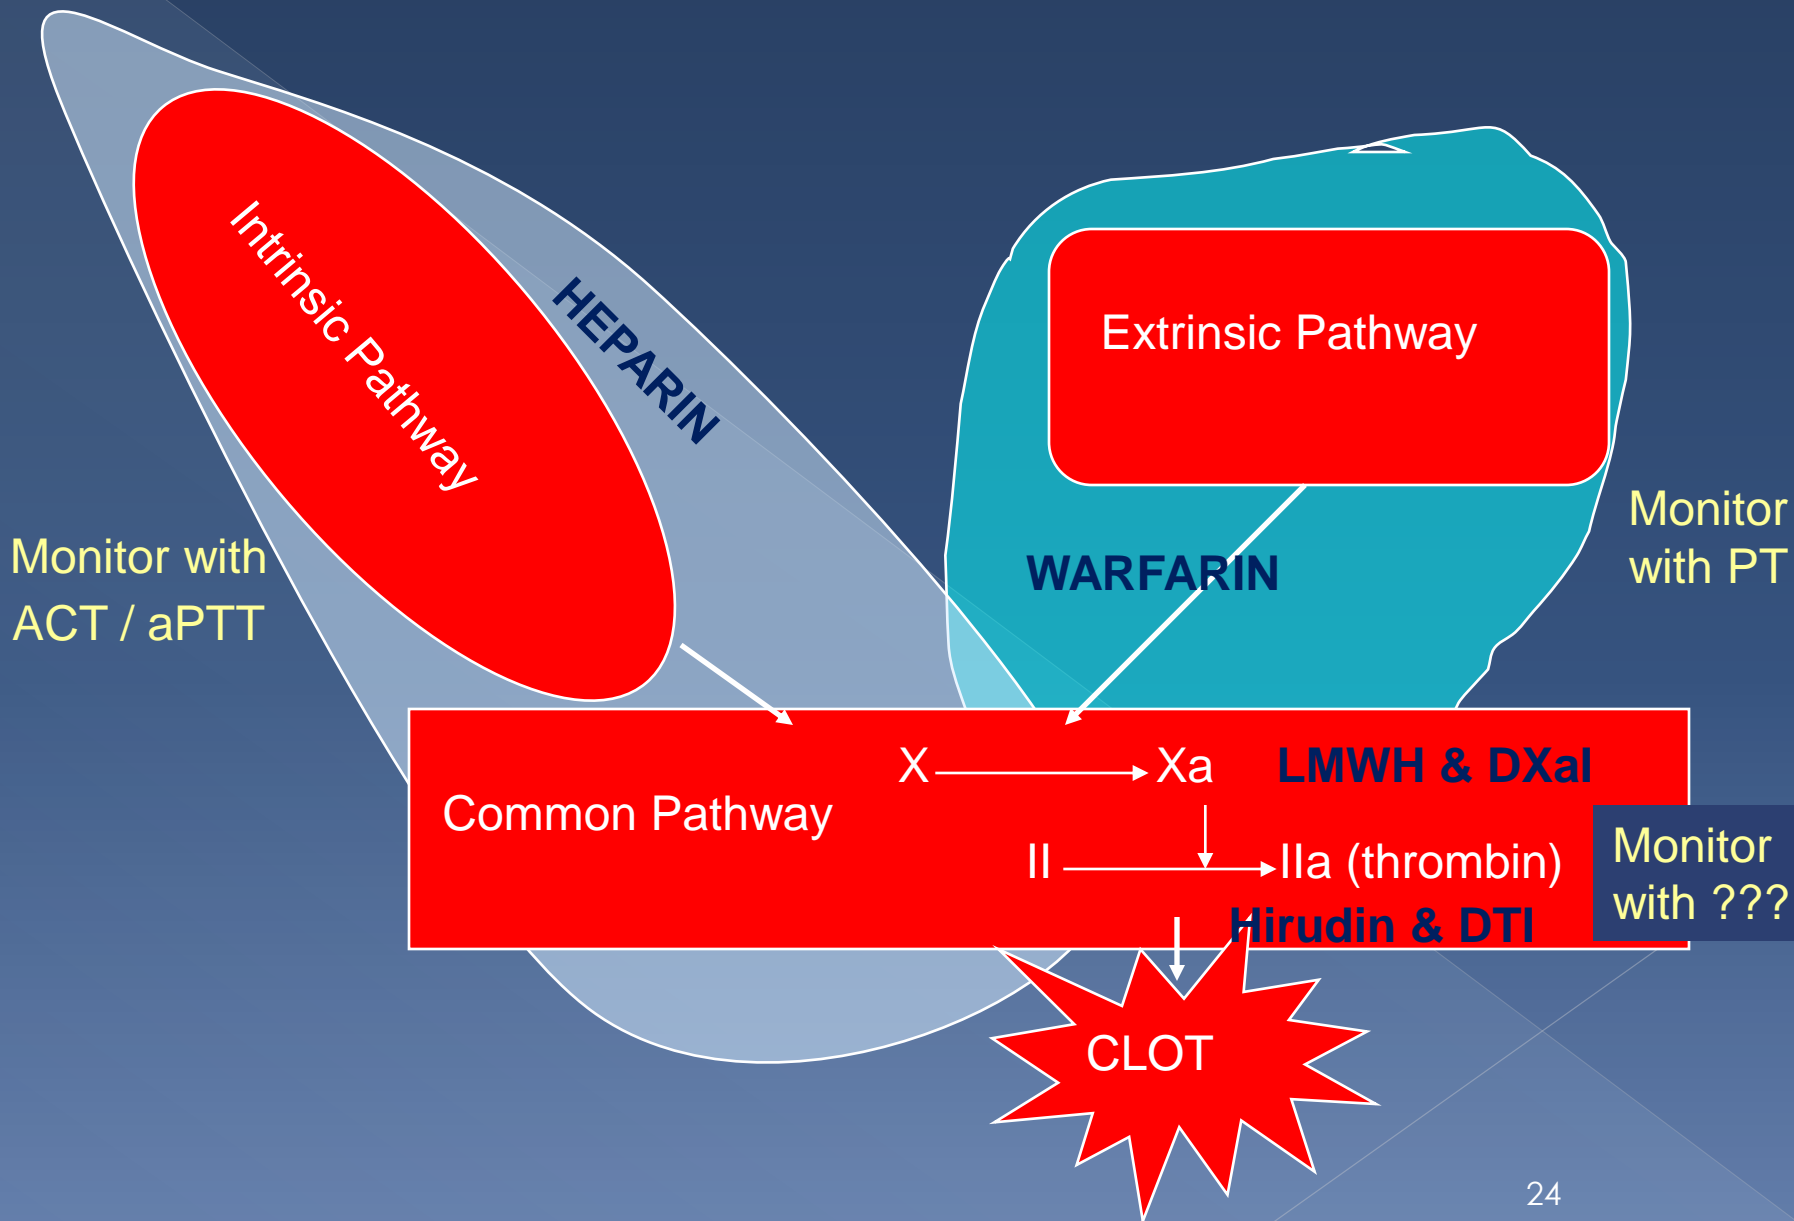 Intrinsic Pathway
HEPARIN
Extrinsic Pathway
Monitor with
ACT / aPTT
WARFARIN
Monitor
with PT
X
Xa
LMWH & DXaI
Common Pathway
II
IIa (thrombin)
Monitor
with ???
Hirudin & DTI
CLOT
24